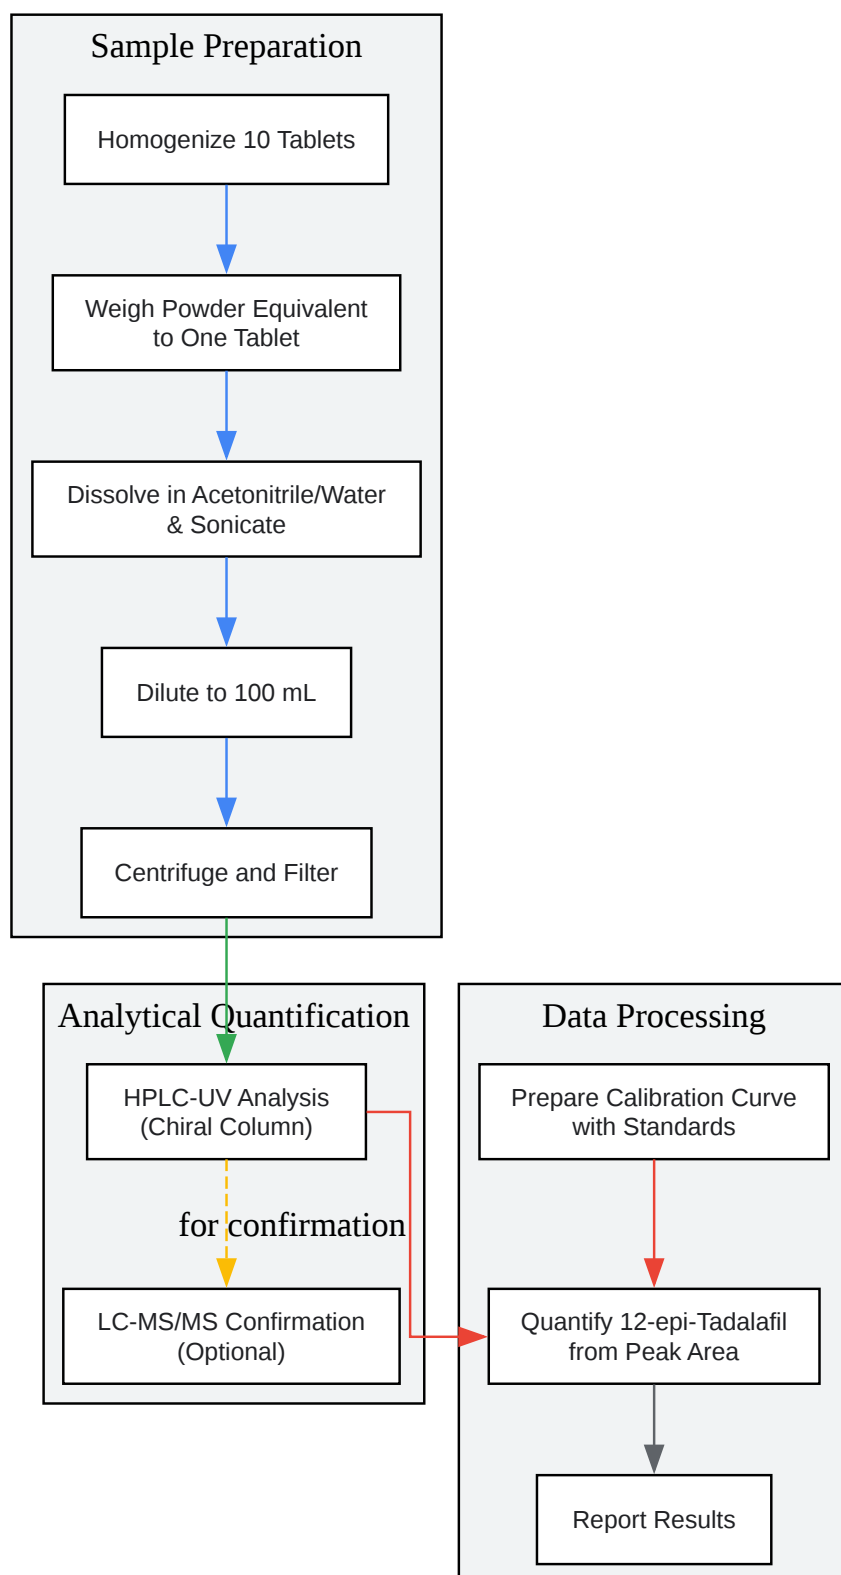 Sample Preparation
Homogenize 10 Tablets
Weigh Powder Equivalent
to One Tablet
Dissolve in Acetonitrile/Water
& Sonicate
Dilute to 100 mL
Centrifuge and Filter
Analytical Quantification
HPLC-UV Analysis
(Chiral Column)
for confirmation
LC-MS/MS Confirmation
(Optional)
Data Processing
Prepare Calibration Curve
with Standards
Quantify 12-epi-Tadalafil
from Peak Area
Report Results